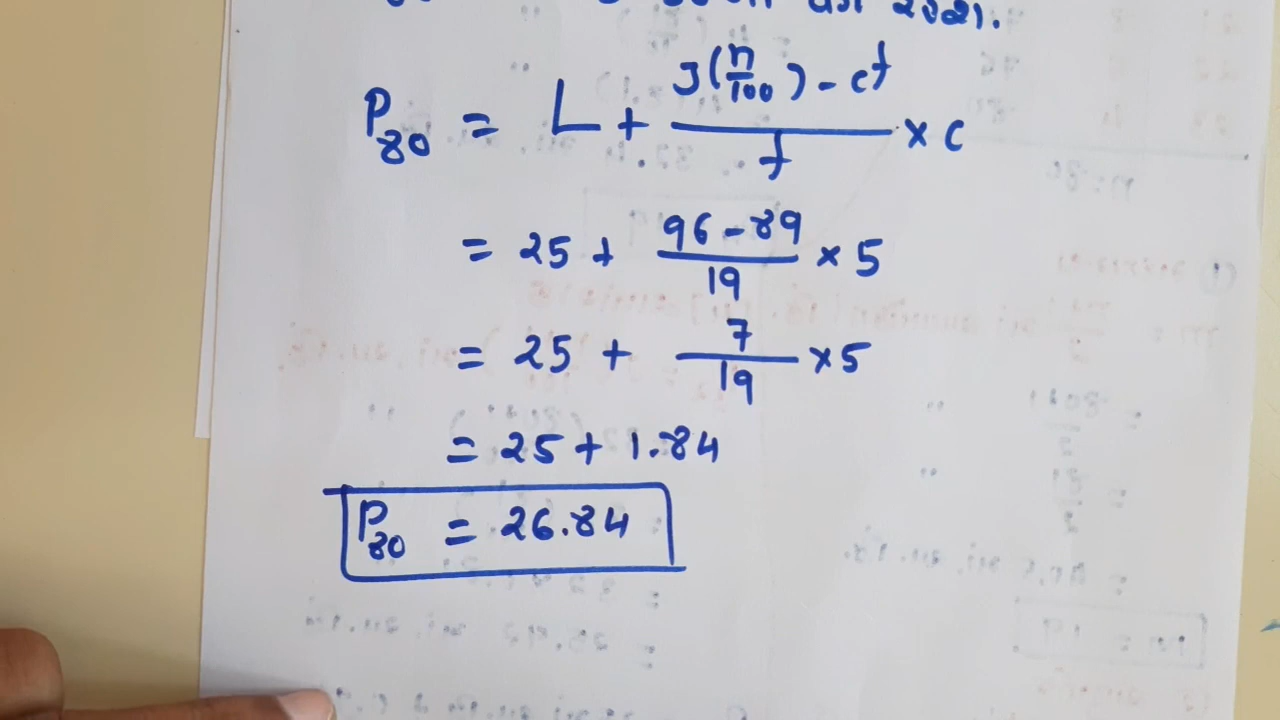 P80 = L + (J(n/100) - cf)/f × c
= 25 + (96 - 89)/19 × 5
= 25 + 7/19 × 5
= 25 + 1.84
P80 = 26.84